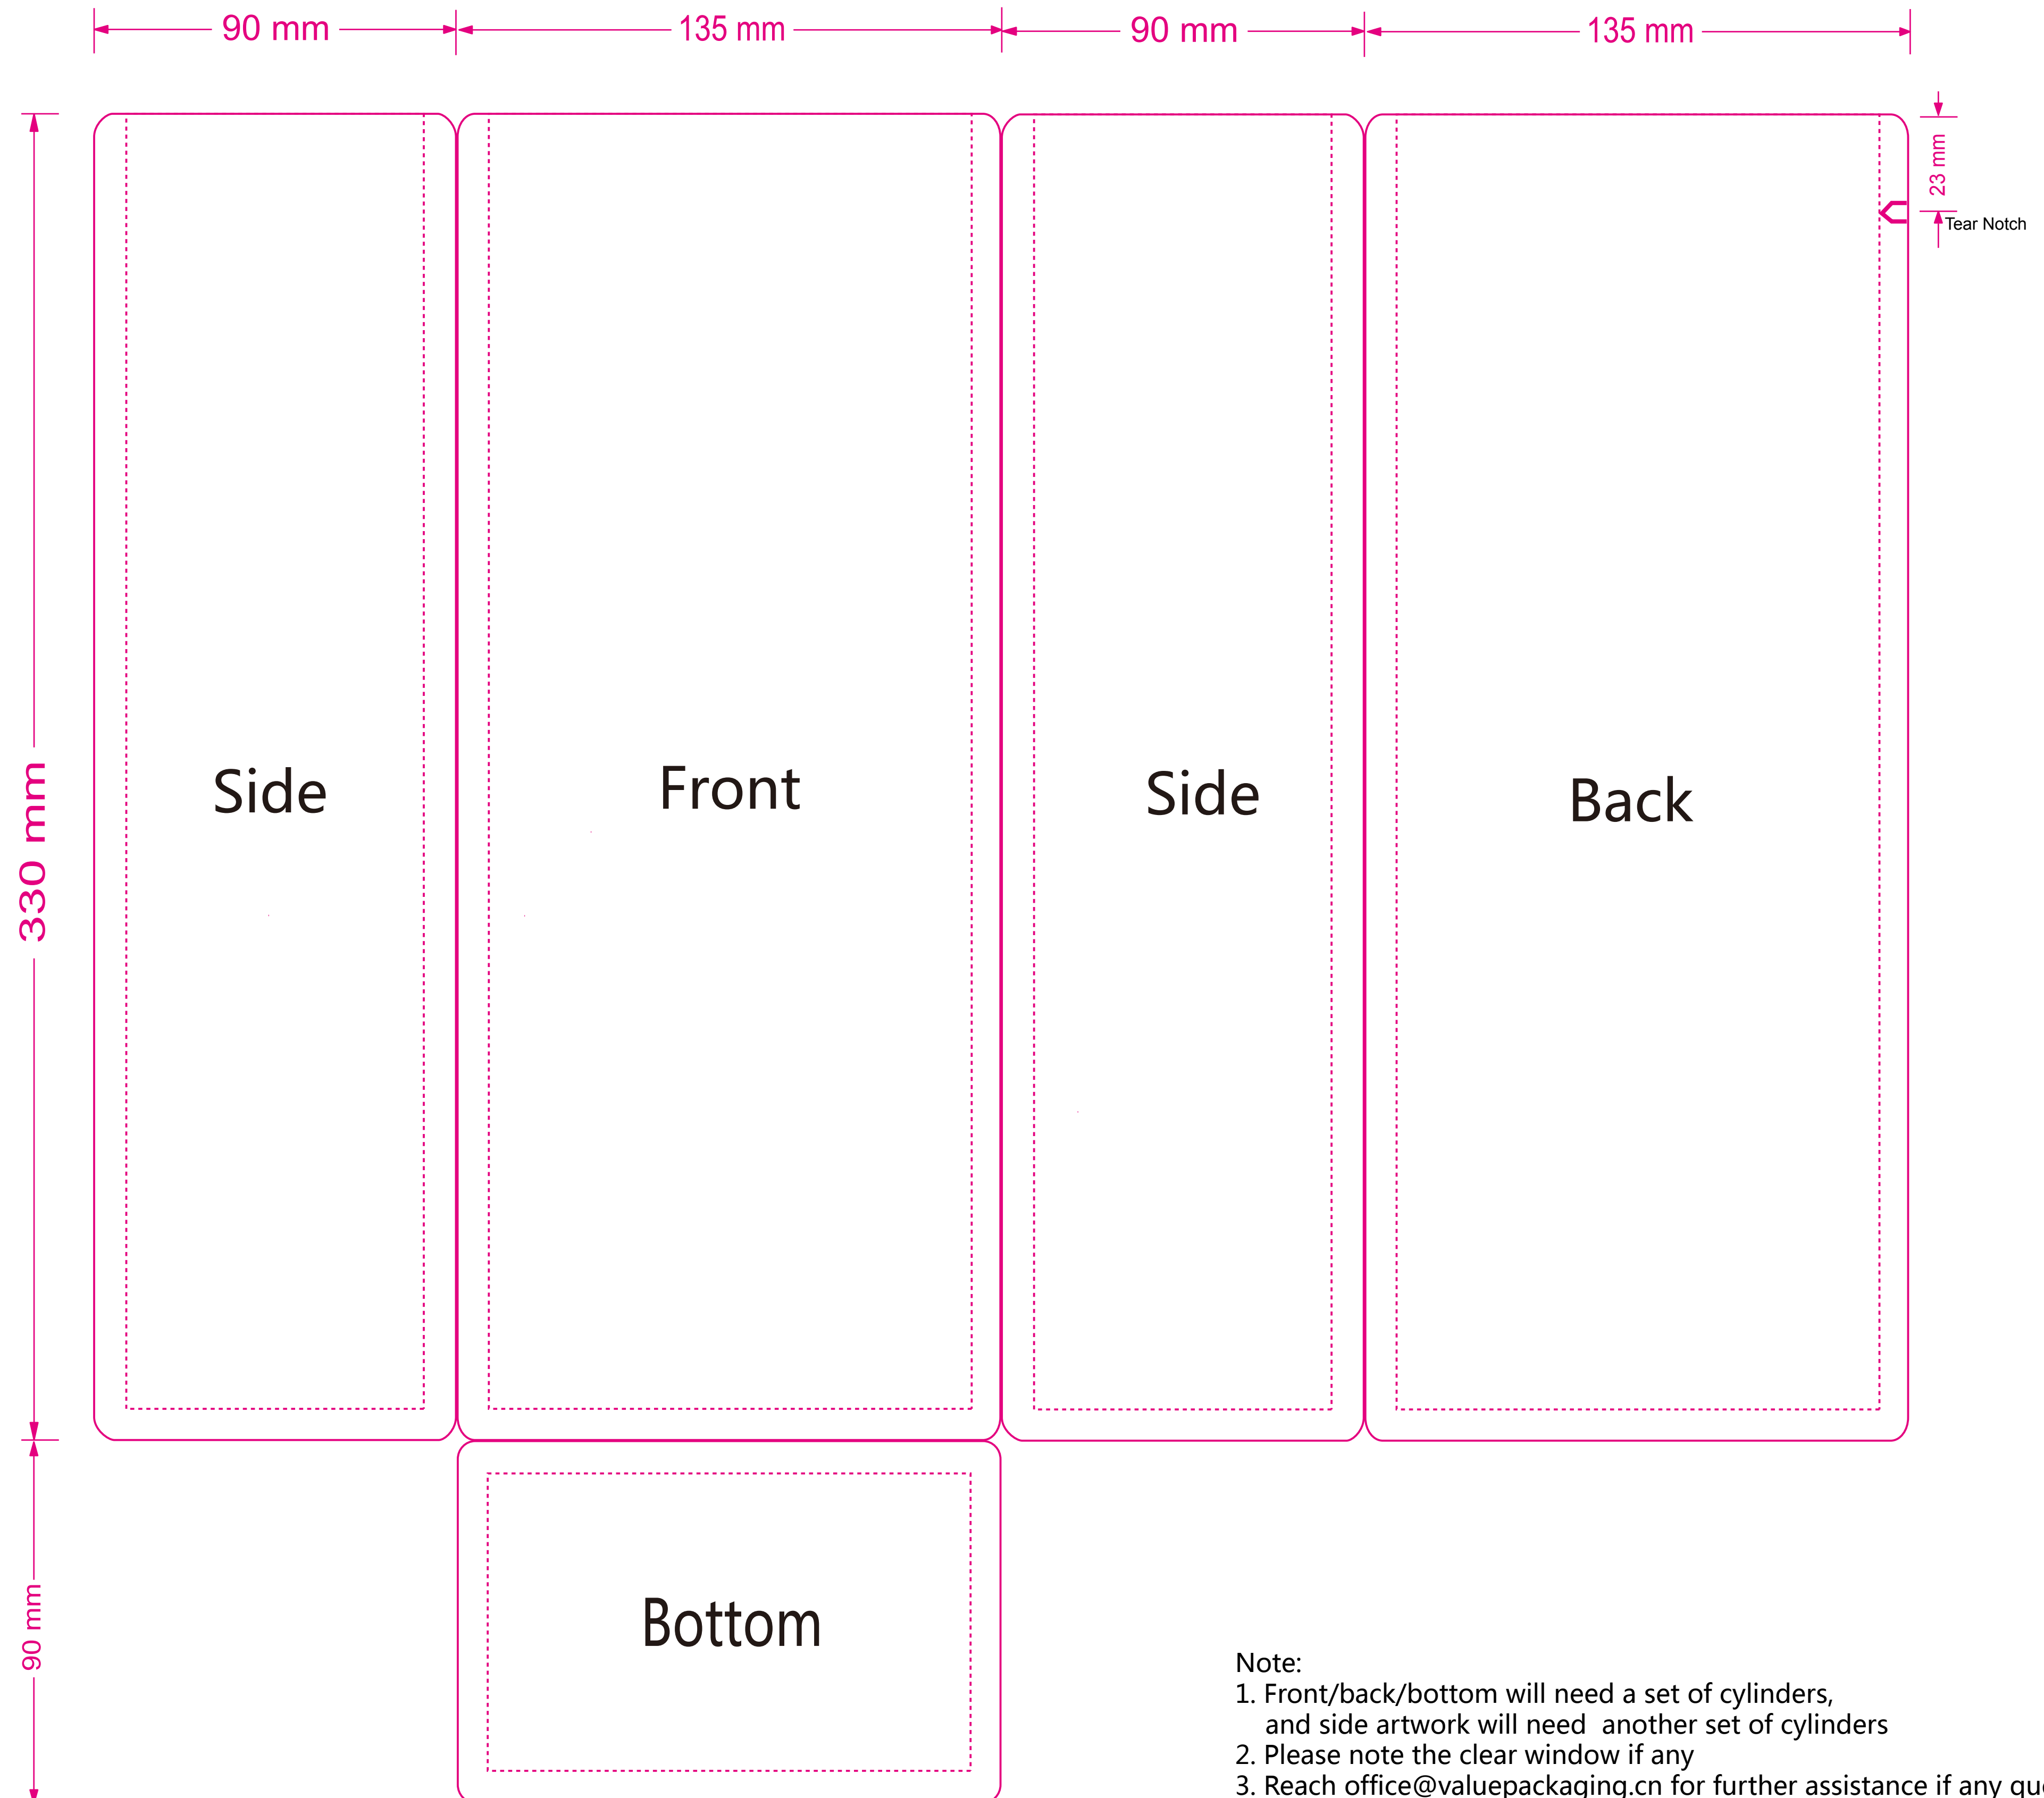 90 mm
135 mm
90 mm
135 mm
23 mm
Tear Notch
330 mm
Side
Front
Side
Back
90 mm
Bottom
Note:
1. Front/back/bottom will need a set of cylinders,
and side artwork will need another set of cylinders
2. Please note the clear window if any
3. Reach office@valuepackaging.cn for further assistance if any